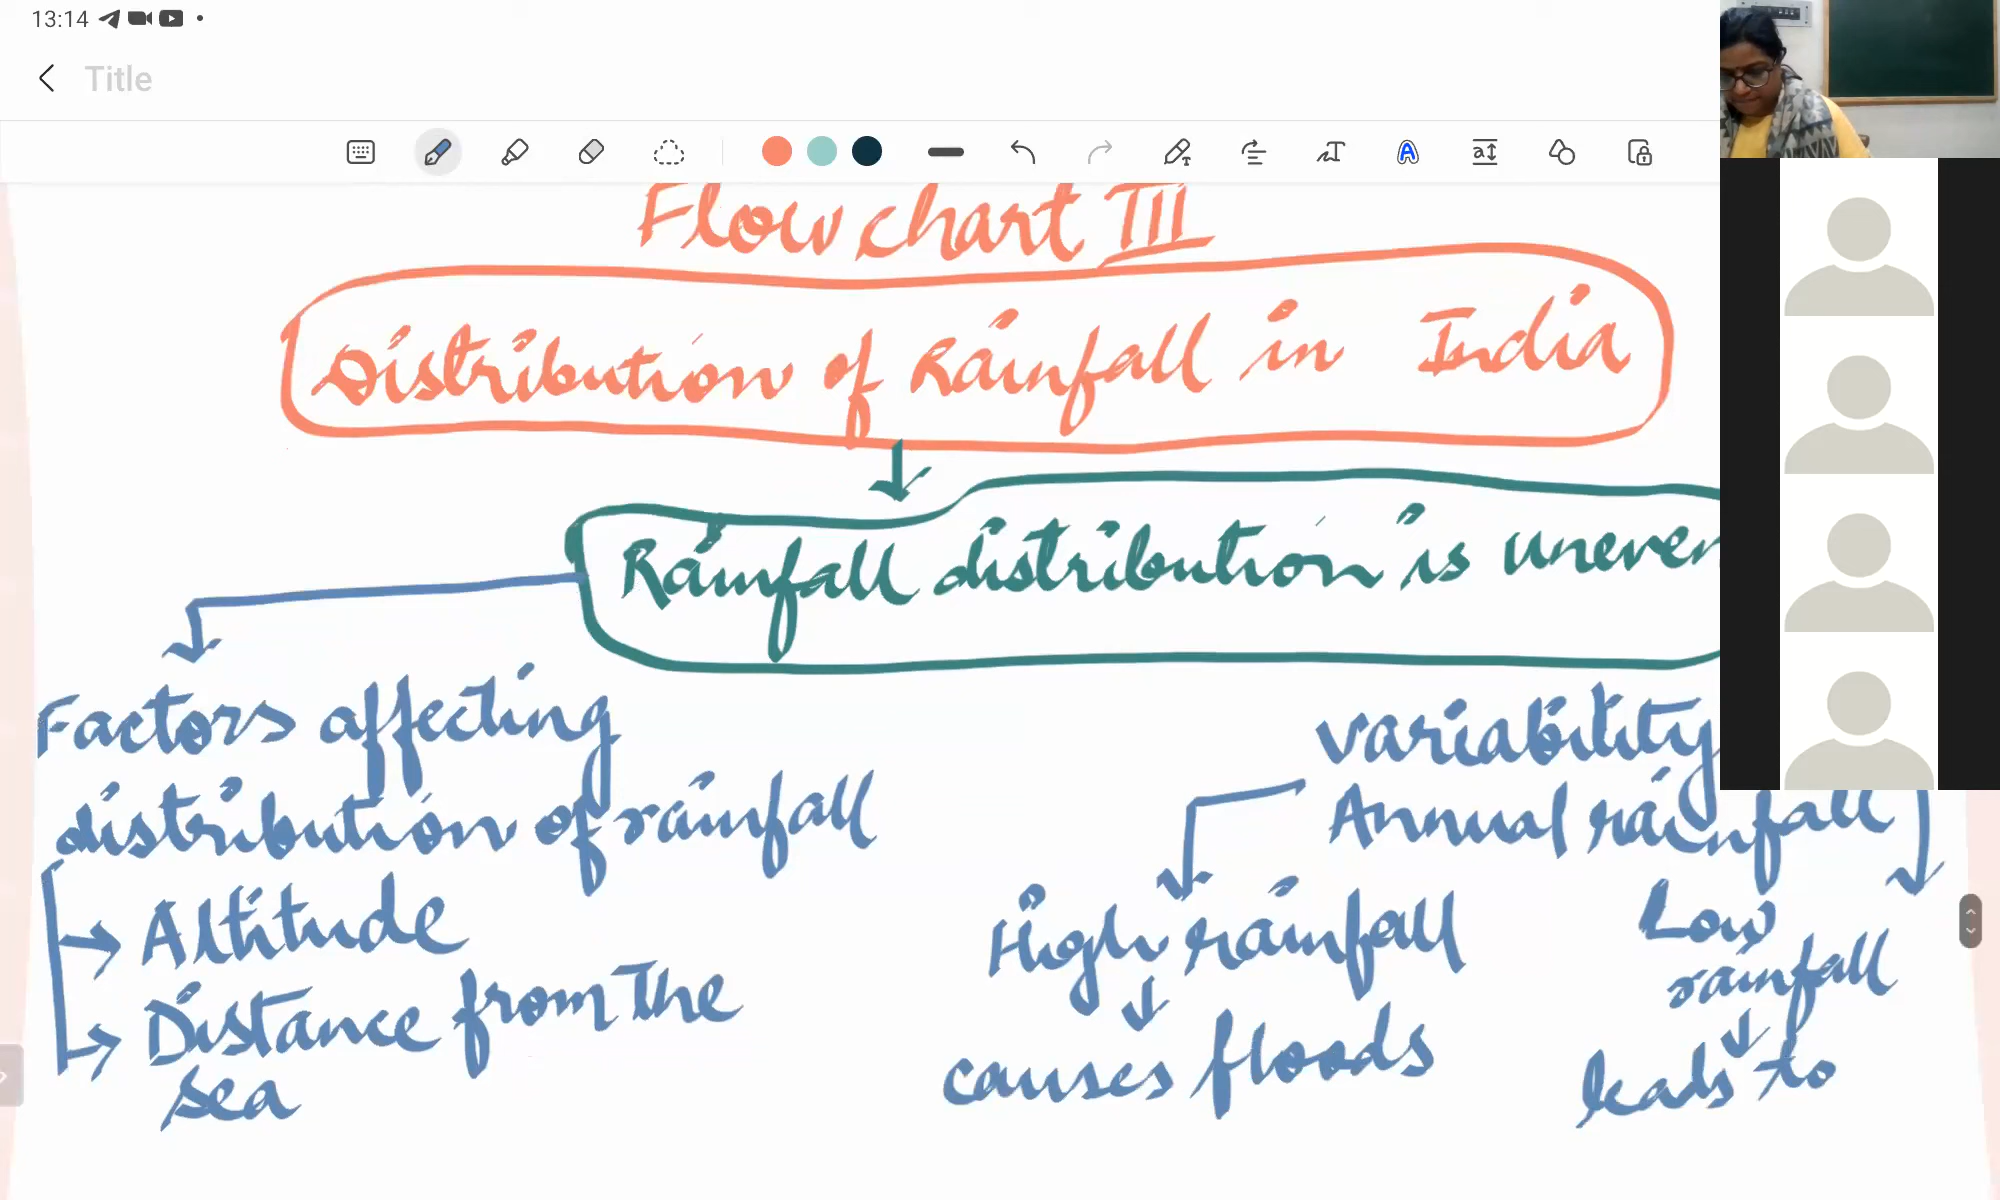 13:14
Title
Flow chart III
Distribution of Rainfall in India
Rainfall distribution is uneven
Factors affecting
distribution of rainfall
Altitude
Distance from the
sea
variability
Annual rainfall
High rainfall
causes floods
Low
rainfall
leads to